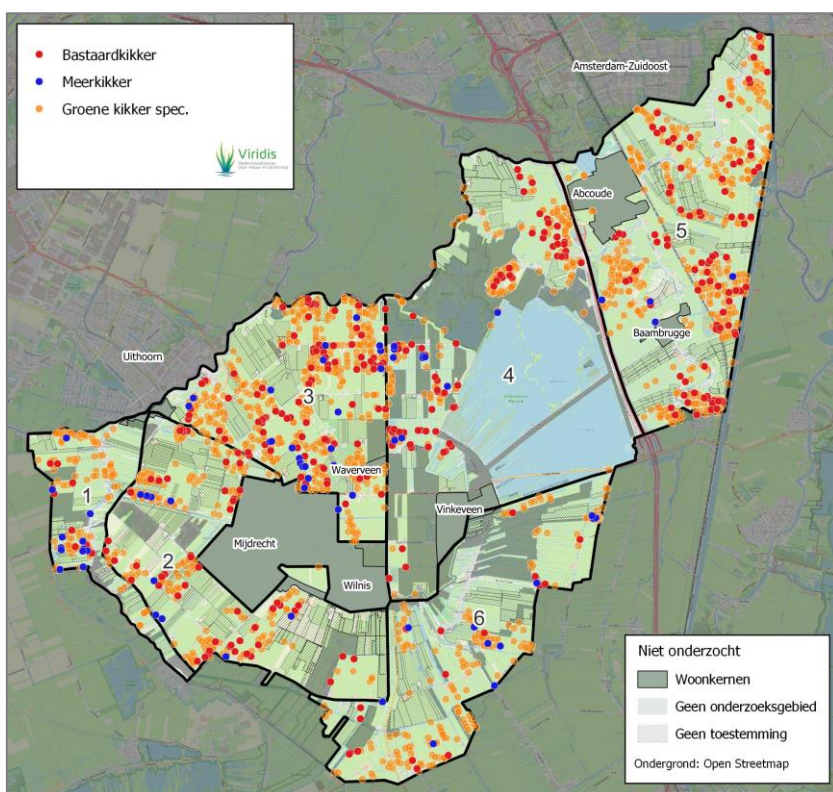 Bastaardkikker
Meerkikker
Groene kikker spec.
Viridis
Amsterdam-Zuidoost
Abcoude
5
Baambrugge
Uithoorn
4
3
Waverveen
1
Vinkeveen
Mijdrecht
2
Wilnis
6
Niet onderzocht
Woonkernen
Geen onderzoeksgebied
Geen toestemming
Ondergrond: Open Streetmap